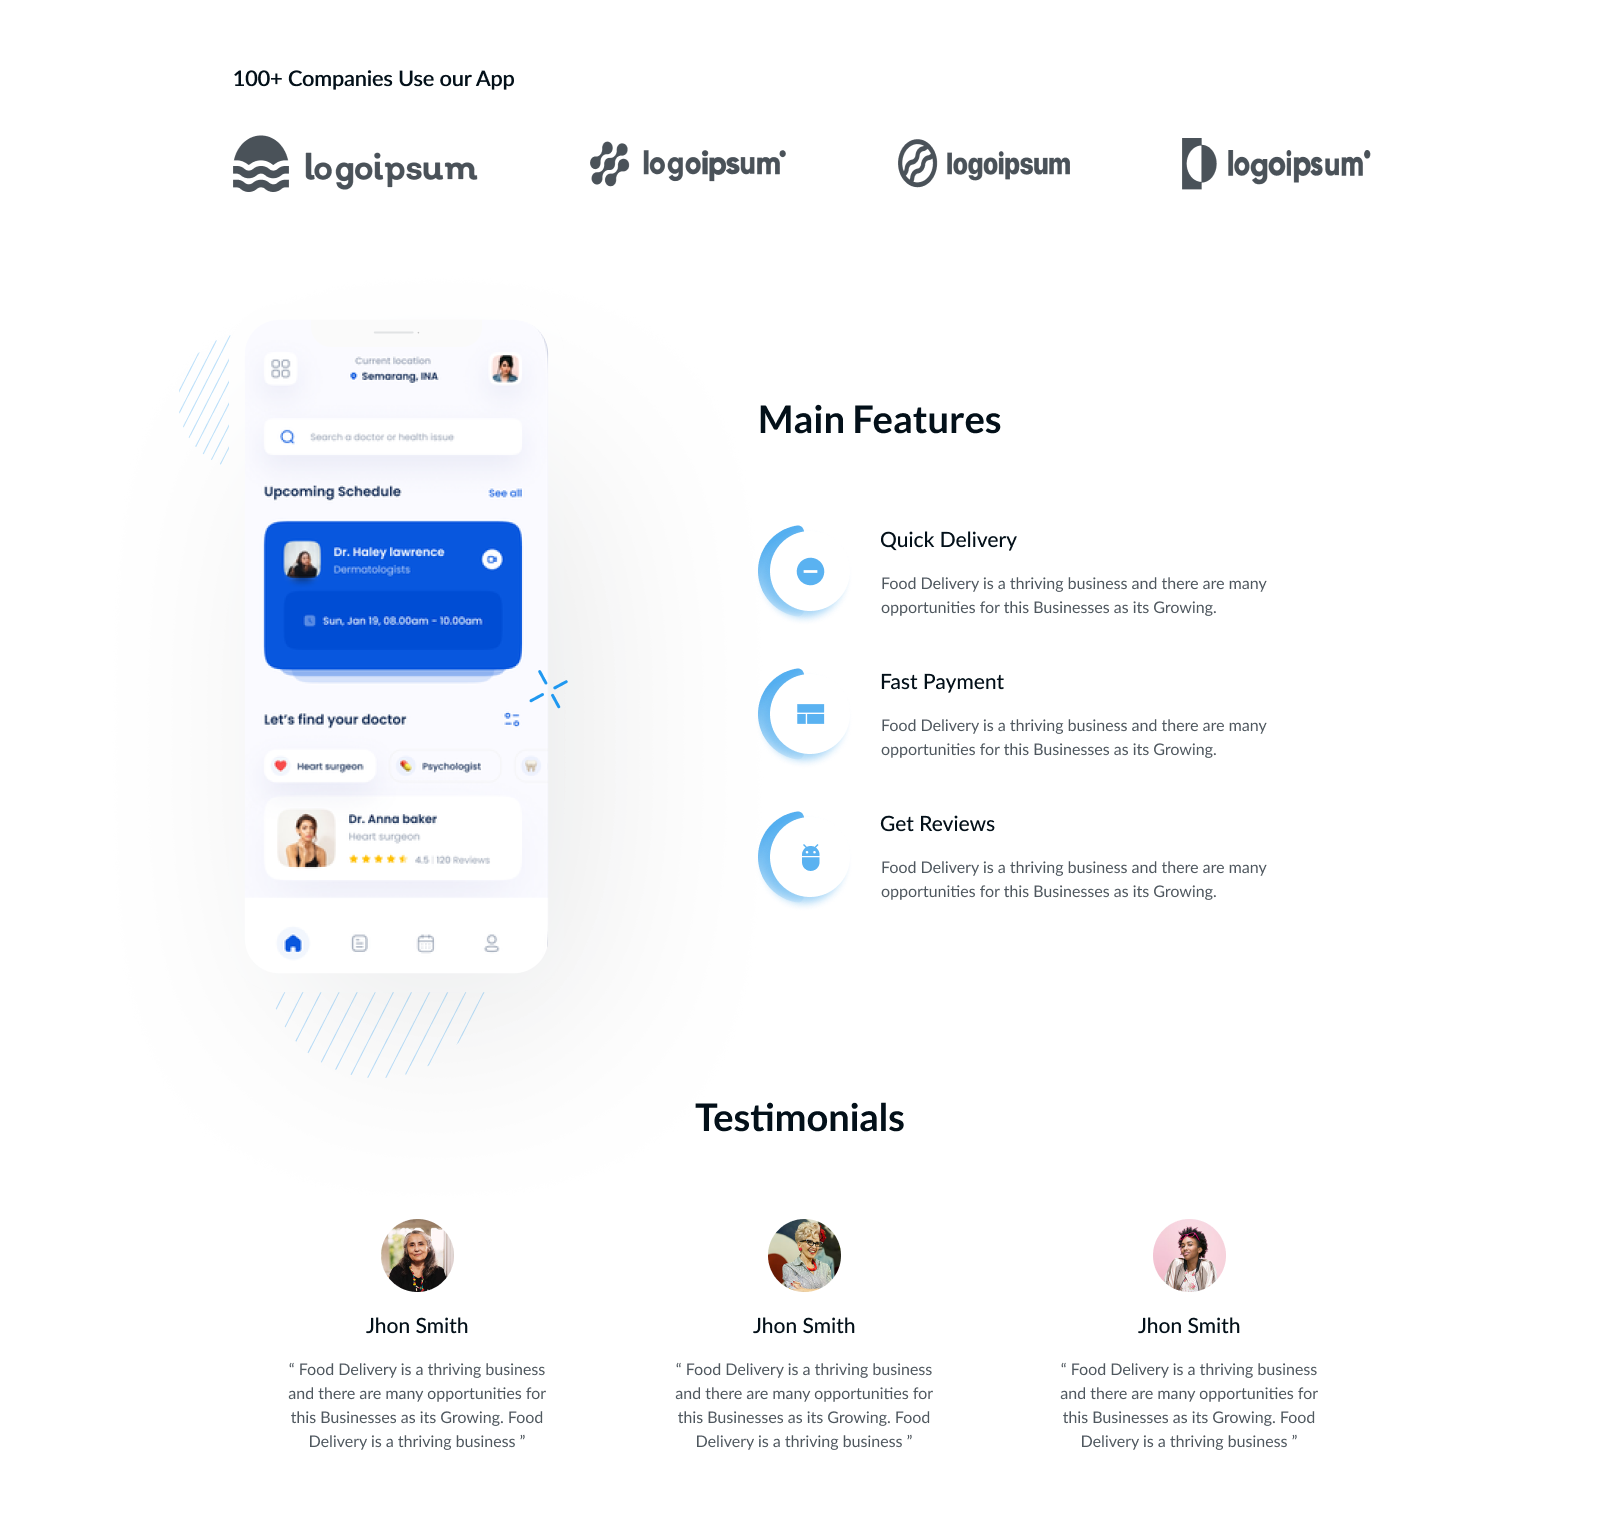 100+ Companies Use our App
logoipsum
logoipsum
logoipsum
logoipsum
Current location
Semarang, INA
Search a doctor or health issue
Upcoming Schedule
See all
Dr. Haley lawrence
Dermatologists
Sun, Jan 19, 08.00am - 10.00am
Let's find your doctor
Heart surgeon
Psychologist
Dr. Anna baker
Heart surgeon
4.5 | 120 Reviews
Main Features
Quick Delivery
Food Delivery is a thriving business and there are many
opportunities for this Businesses as its Growing.
Fast Payment
Food Delivery is a thriving business and there are many
opportunities for this Businesses as its Growing.
Get Reviews
Food Delivery is a thriving business and there are many
opportunities for this Businesses as its Growing.
Testimonials
Jhon Smith
“ Food Delivery is a thriving business
and there are many opportunities for
this Businesses as its Growing. Food
Delivery is a thriving business ”
Jhon Smith
“ Food Delivery is a thriving business
and there are many opportunities for
this Businesses as its Growing. Food
Delivery is a thriving business ”
Jhon Smith
“ Food Delivery is a thriving business
and there are many opportunities for
this Businesses as its Growing. Food
Delivery is a thriving business ”